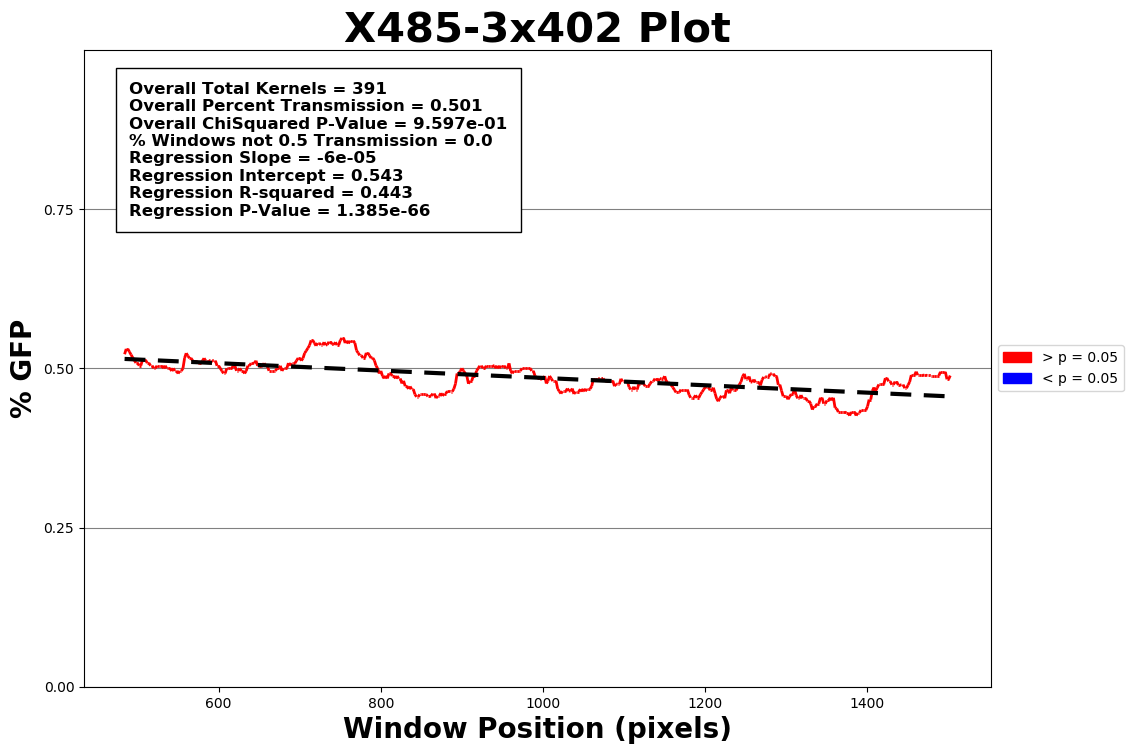 X485-3x402 Plot
Overall Total Kernels = 391
Overall Percent Transmission = 0.501
Overall ChiSquared P-Value = 9.597e-01
% Windows not 0.5 Transmission = 0.0
Regression Slope = -6e-05
Regression Intercept = 0.543
Regression R-squared = 0.443
Regression P-Value = 1.385e-66
% GFP
0.75
0.50
0.25
0.00
> p = 0.05
< p = 0.05
600 800 1000 1200 1400
Window Position (pixels)